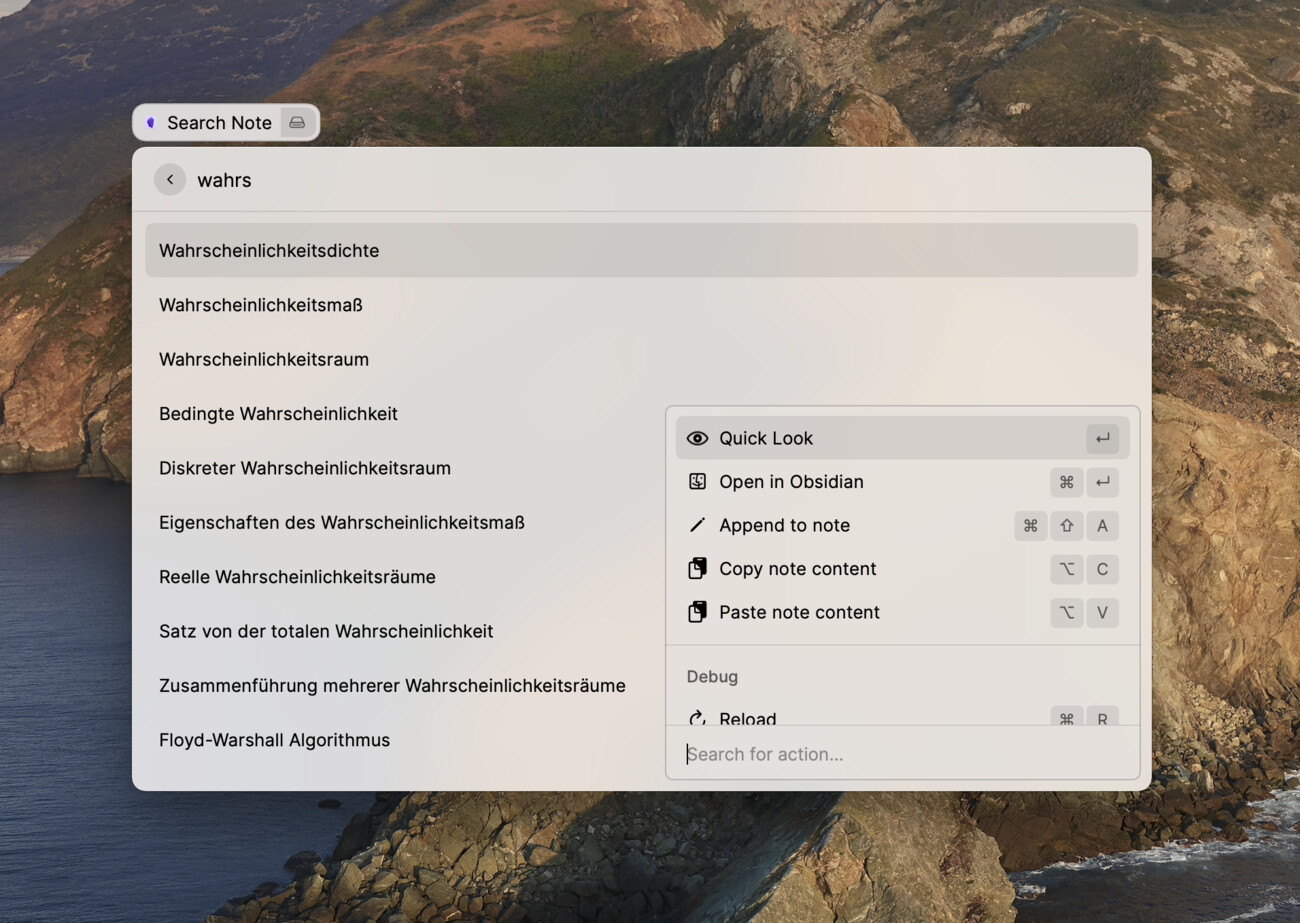 Search Note
wahrs
Wahrscheinlichkeitsdichte
Wahrscheinlichkeitsmaß
Wahrscheinlichkeitsraum
Bedingte Wahrscheinlichkeit
Diskreter Wahrscheinlichkeitsraum
Eigenschaften des Wahrscheinlichkeitsmaß
Reelle Wahrscheinlichkeitsräume
Satz von der totalen Wahrscheinlichkeit
Zusammenführung mehrerer Wahrscheinlichkeitsräume
Floyd-Warshall Algorithmus
Quick Look ↵
Open in Obsidian ⌘ ↵
Append to note ⌘ ⇧ A
Copy note content ⌥ C
Paste note content ⌥ V
Debug
Reload ⌘ R
Search for action...